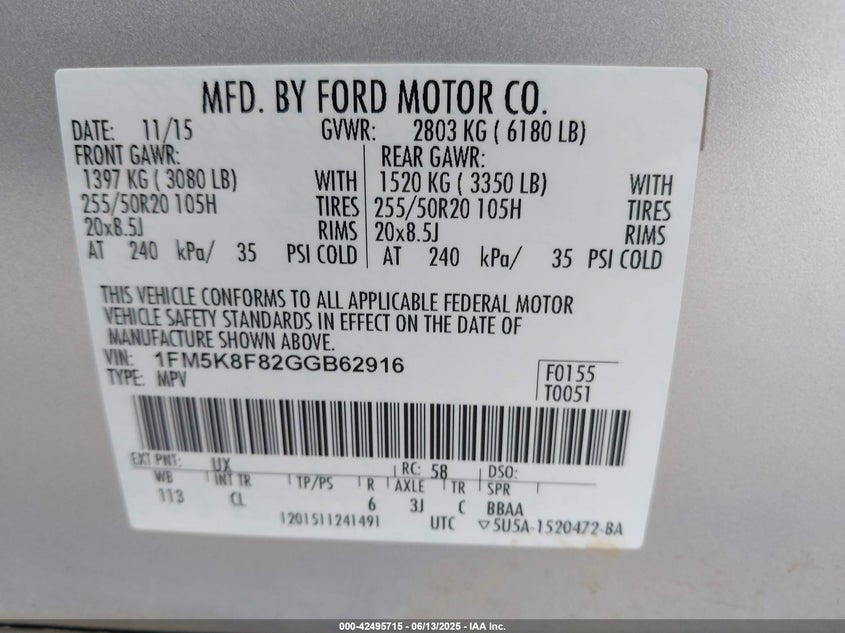 MFD. BY FORD MOTOR CO.
DATE: 11/15 GVWR: 2803 KG ( 6180 LB)
FRONT GAWR: REAR GAWR:
1397 KG ( 3080 LB) WITH 1520 KG ( 3350 LB) WITH
255/50R20 105H TIRES 255/50R20 105H TIRES
20x8.5J RIMS 20x8.5J RIMS
AT 240 kPa/ 35 PSI COLD AT 240 kPa/ 35 PSI COLD
THIS VEHICLE CONFORMS TO ALL APPLICABLE FEDERAL MOTOR
VEHICLE SAFETY STANDARDS IN EFFECT ON THE DATE OF
MANUFACTURE SHOWN ABOVE.
VIN: 1FM5K8F82GGB62916
TYPE: MPV
F0155
T0051
EXT PNT: UX RC: 58 DSO:
WB INT TR TP/PS R AXLE TR SPR
113 CL 6 3J C BBAA
1201511241491 UTC ▽5U5A-1520472-BA
000-42495715 - 06/13/2025 - IAA Inc.